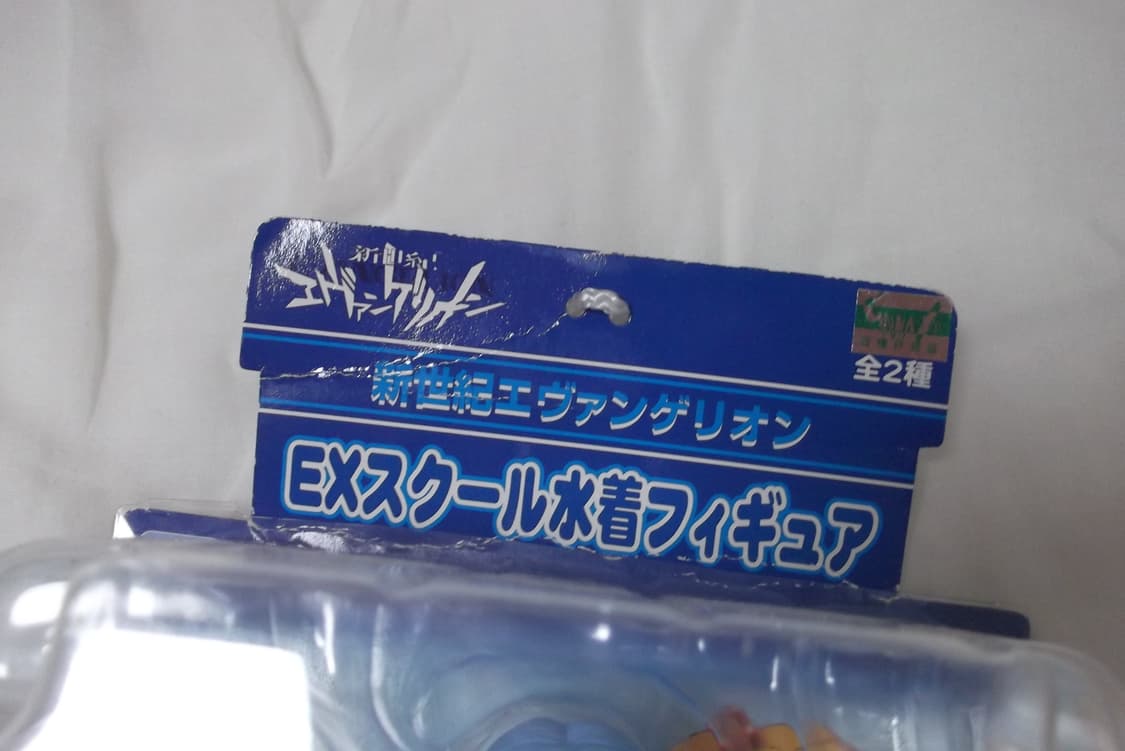 新世紀
エヴァンゲリオン
全2種
新世紀エヴァンゲリオン
EXスクール水着フィギュア